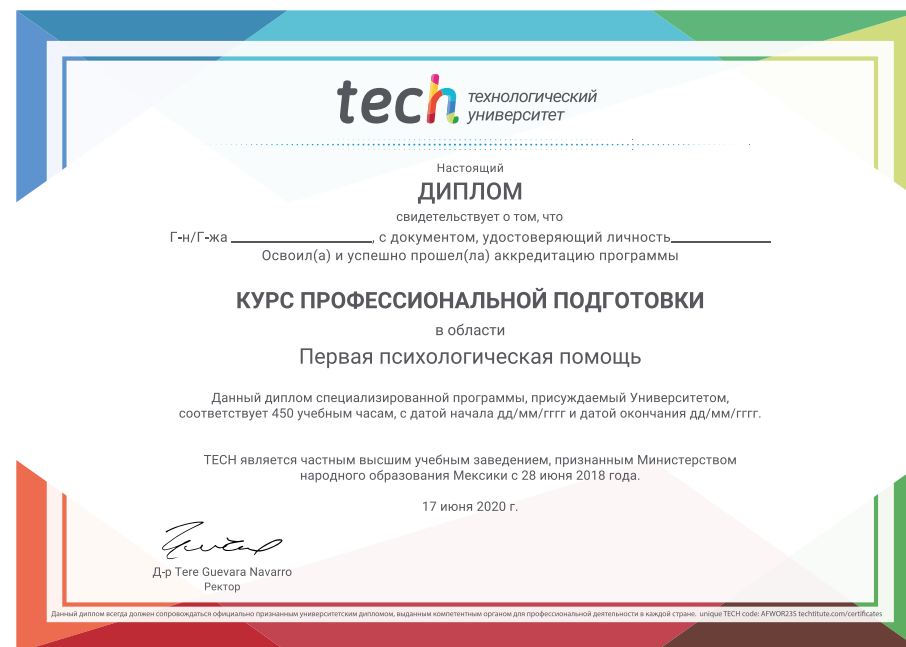 tech технологический
университет
Настоящий
ДИПЛОМ
свидетельствует о том, что
Г-н/Г-жа ____________________, с документом, удостоверяющий личность______________
Освоил(а) и успешно прошел(ла) аккредитацию программы
КУРС ПРОФЕССИОНАЛЬНОЙ ПОДГОТОВКИ
в области
Первая психологическая помощь
Данный диплом специализированной программы, присуждаемый Университетом,
соответствует 450 учебным часам, с датой начала дд/мм/гггг и датой окончания дд/мм/гггг.
TECH является частным высшим учебным заведением, признанным Министерством
народного образования Мексики с 28 июня 2018 года.
17 июня 2020 г.
Д-р Tere Guevara Navarro
Ректор
Данный диплом всегда должен сопровождаться официально признанным университетским дипломом, выданным компетентным органом для профессиональной деятельности в каждой стране. unique TECH code: AFWOR23S techtitute.com/certificates